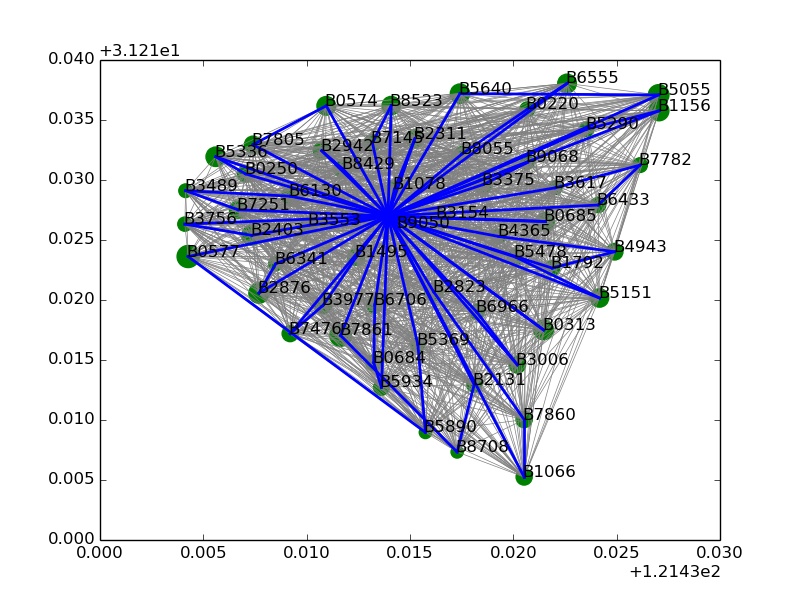 +3.121e1
0.040
0.035
0.030
0.025
0.020
0.015
0.010
0.005
0.000
B6555
B5640
B5055
B0574
B8523
B0220
B1156
B5290
B7805
B2942
B7145
B2311
B5336
B8055
B9068
B7782
B0250
B8429
B3489
B6130
B1078
B3375
B3617
B7251
B6433
B3756
B3553
B9050
B3154
B0685
B2403
B4365
B0577
B6341
B1495
B5478
B1792
B4943
B2876
B3977
B6706
B2823
B6966
B5151
B7476
B7861
B5369
B0313
B0684
B3006
B5934
B2131
B5890
B7860
B8708
B1066
0.000
0.005
0.010
0.015
0.020
0.025
0.030
+1.2143e2